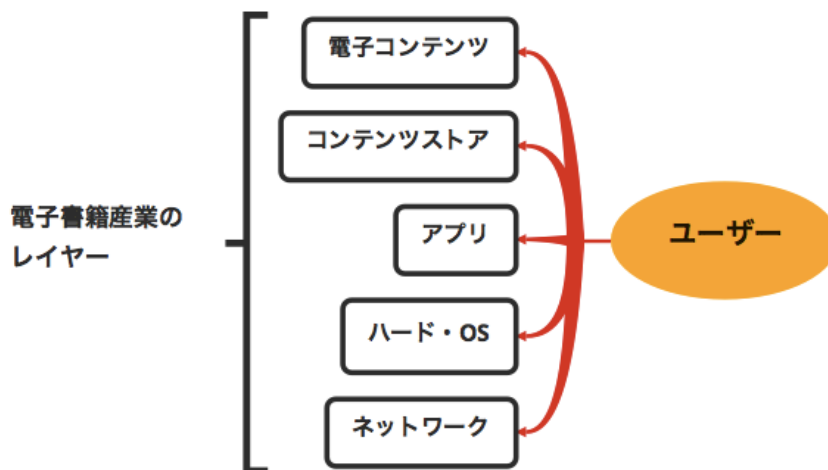 電子コンテンツ
コンテンツストア
電子書籍産業の
レイヤー
アプリ
ユーザー
ハード・OS
ネットワーク